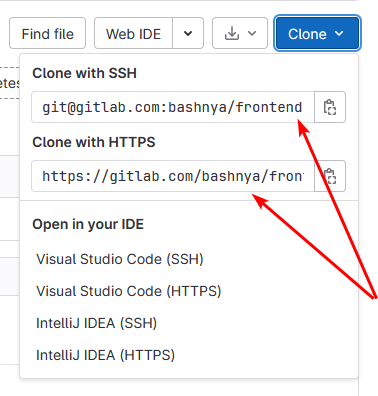 Find file
Web IDE
Clone
Clone with SSH
git@gitlab.com:bashnya/frontend
Clone with HTTPS
https://gitlab.com/bashnya/fron
Open in your IDE
Visual Studio Code (SSH)
Visual Studio Code (HTTPS)
IntelliJ IDEA (SSH)
IntelliJ IDEA (HTTPS)